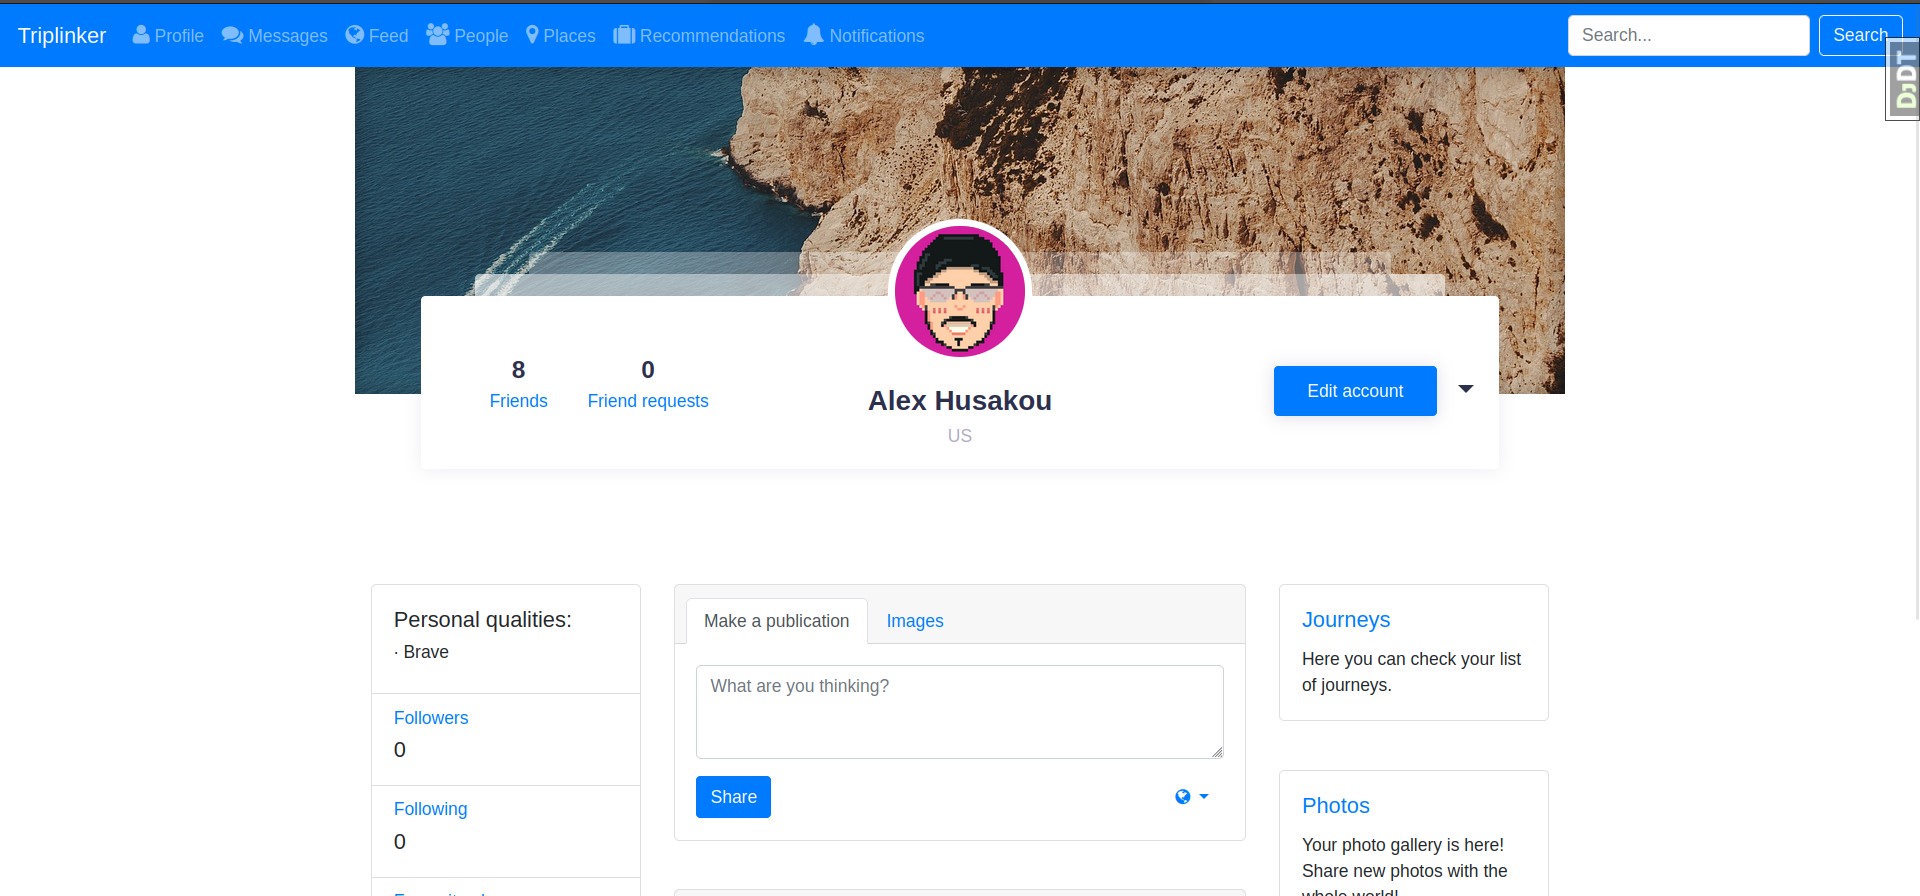 Triplinker Profile Messages Feed People Places Recommendations Notifications Search... Search
DJDT
8 0
Friends Friend requests
Alex Husakou
US
Edit account
Personal qualities:
· Brave
Followers
0
Following
0
Make a publication Images
What are you thinking?
Share
Journeys
Here you can check your list
of journeys.
Photos
Your photo gallery is here!
Share new photos with the
whole world!